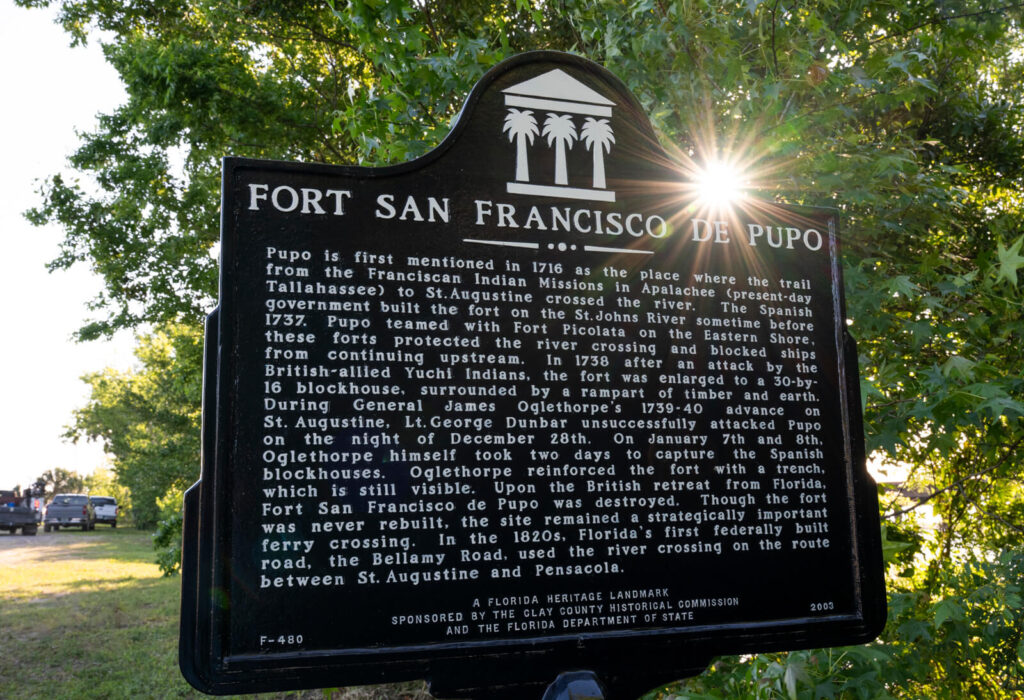 FORT SAN FRANCISCO DE PUPO
Pupo is first mentioned in 1716 as the place where the trail
from the Franciscan Indian Missions in Apalachee (present-day
Tallahassee) to St. Augustine crossed the river. The Spanish
government built the fort on the St. Johns River sometime before
1737. Pupo teamed with Fort Picolata on the Eastern Shore,
these forts protected the river crossing and blocked ships
from continuing upstream. In 1738 after an attack by the
British-allied Yuchi Indians, the fort was enlarged to a 30-by-
16 blockhouse, surrounded by a rampart of timber and earth.
During General James Oglethorpe's 1739-40 advance on
St. Augustine, Lt. George Dunbar unsuccessfully attacked Pupo
on the night of December 28th. On January 7th and 8th,
Oglethorpe himself took two days to capture the Spanish
blockhouses. Oglethorpe reinforced the fort with a trench,
which is still visible. Upon the British retreat from Florida,
Fort San Francisco de Pupo was destroyed. Though the fort
was never rebuilt, the site remained a strategically important
ferry crossing. In the 1820s, Florida's first federally built
road, the Bellamy Road, used the river crossing on the route
between St. Augustine and Pensacola.
A FLORIDA HERITAGE LANDMARK
SPONSORED BY THE CLAY COUNTY HISTORICAL COMMISSION
AND THE FLORIDA DEPARTMENT OF STATE
F-480
2003